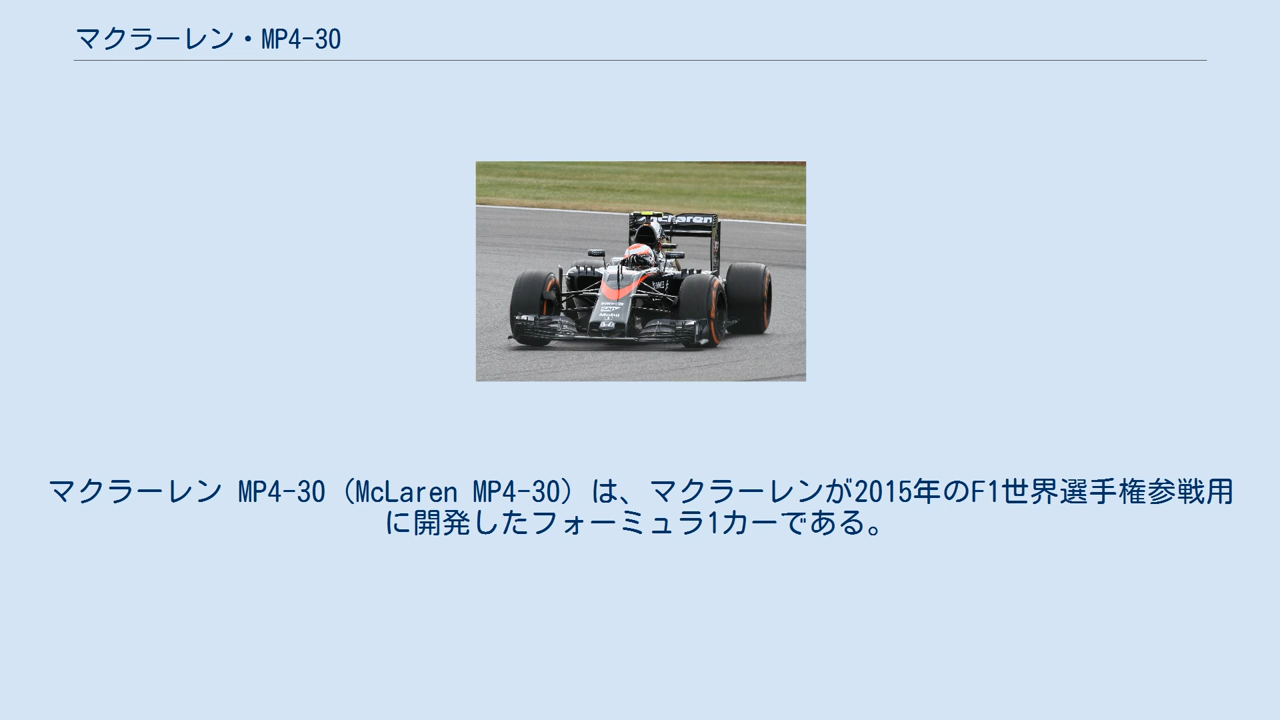 マクラーレン・MP4-30
McLaren
Mobil
マクラーレン MP4-30（McLaren MP4-30）は、マクラーレンが2015年のF1世界選手権参戦用
に開発したフォーミュラ1カーである。